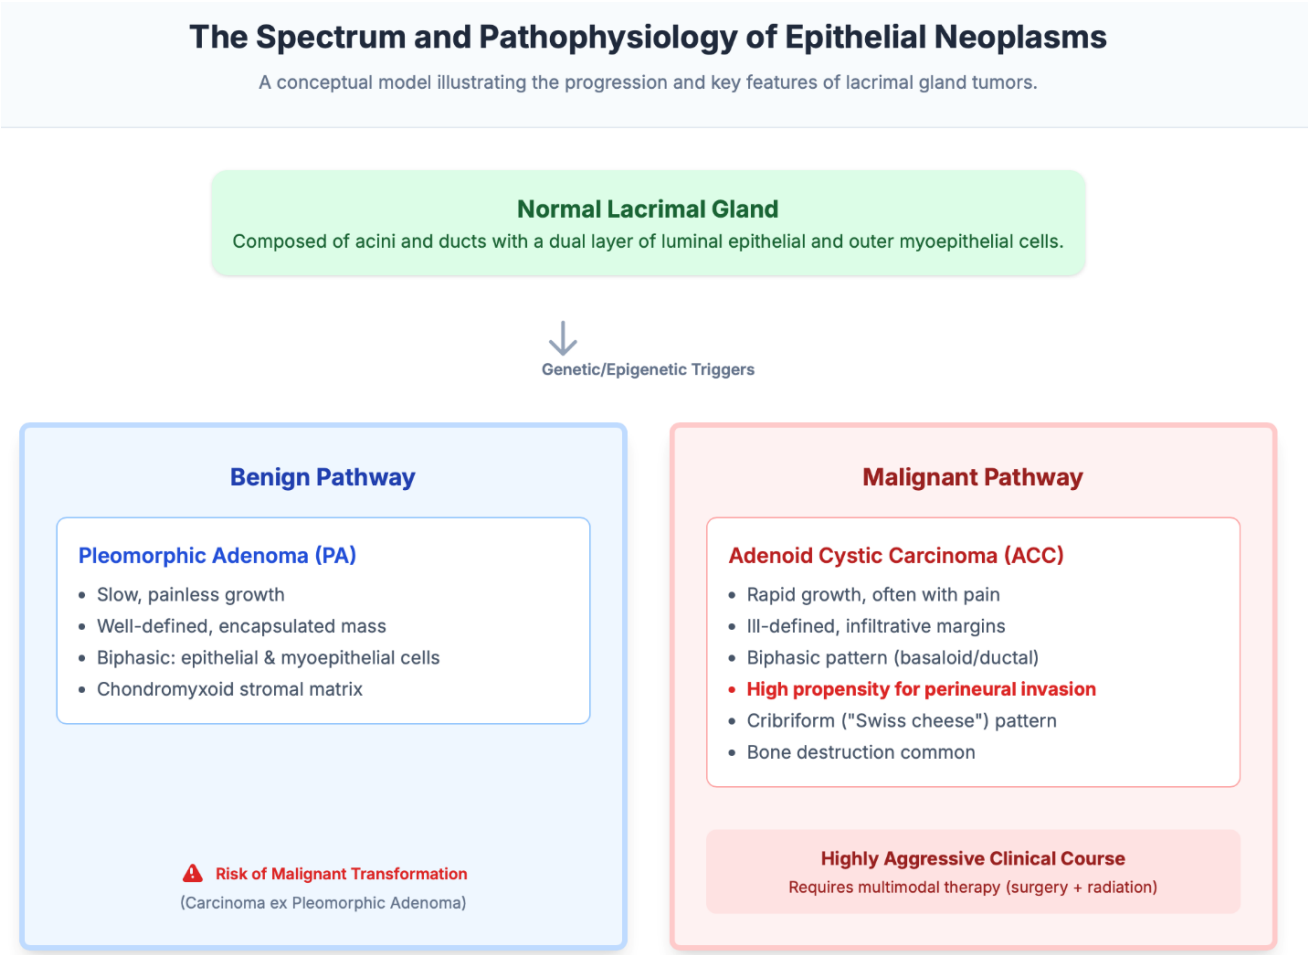 The Spectrum and Pathophysiology of Epithelial Neoplasms
A conceptual model illustrating the progression and key features of lacrimal gland tumors.
Normal Lacrimal Gland
Composed of acini and ducts with a dual layer of luminal epithelial and outer myoepithelial cells.
Genetic/Epigenetic Triggers
Benign Pathway
Pleomorphic Adenoma (PA)
• Slow, painless growth
• Well-defined, encapsulated mass
• Biphasic: epithelial & myoepithelial cells
• Chondromyxoid stromal matrix
Risk of Malignant Transformation
(Carcinoma ex Pleomorphic Adenoma)
Malignant Pathway
Adenoid Cystic Carcinoma (ACC)
• Rapid growth, often with pain
• Ill-defined, infiltrative margins
• Biphasic pattern (basaloid/ductal)
• High propensity for perineural invasion
• Cribriform ("Swiss cheese") pattern
• Bone destruction common
Highly Aggressive Clinical Course
Requires multimodal therapy (surgery + radiation)